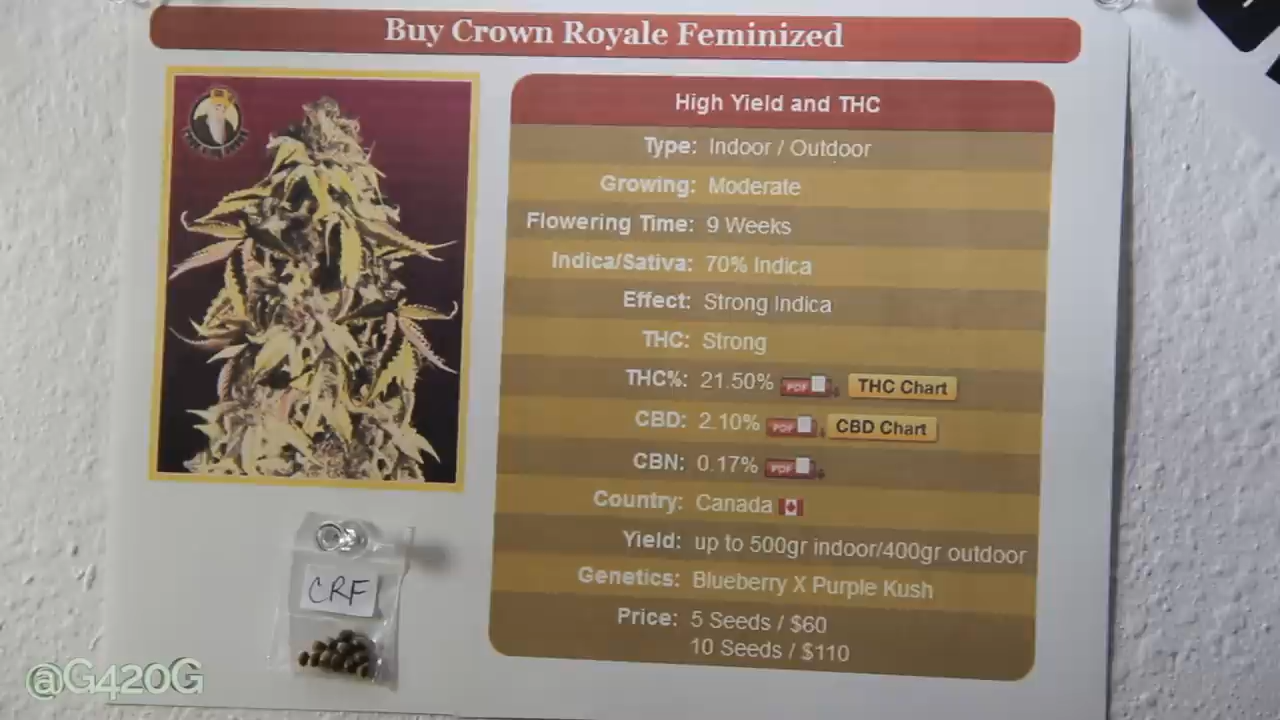 Buy Crown Royale Feminized
High Yield and THC
Type: Indoor / Outdoor
Growing: Moderate
Flowering Time: 9 Weeks
Indica/Sativa: 70% Indica
Effect: Strong Indica
THC: Strong
THC%: 21.50% PDF THC Chart
CBD: 2.10% PDF CBD Chart
CBN: 0.17% PDF
Country: Canada
Yield: up to 500gr indoor/400gr outdoor
Genetics: Blueberry X Purple Kush
Price: 5 Seeds / $60
10 Seeds / $110
CRF
@G420G